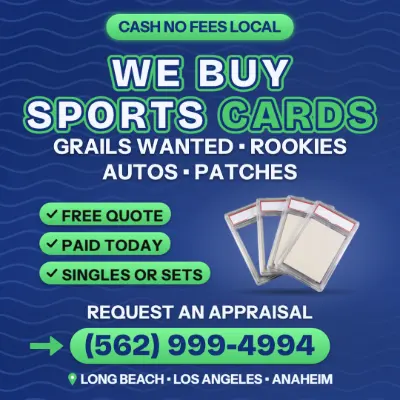 CASH NO FEES LOCAL
WE BUY
SPORTS CARDS
GRAILS WANTED ▪ ROOKIES
AUTOS ▪ PATCHES
✓ FREE QUOTE
✓ PAID TODAY
✓ SINGLES OR SETS
REQUEST AN APPRAISAL
(562) 999-4994
LONG BEACH ▪ LOS ANGELES ▪ ANAHEIM